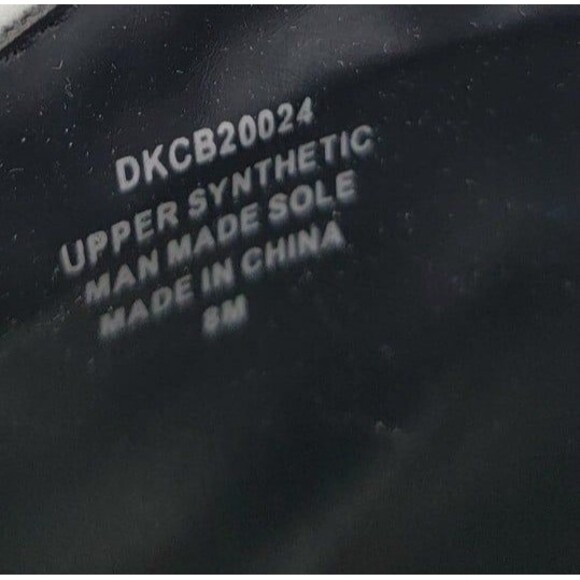 DKCB20024
UPPER SYNTHETIC
MAN MADE SOLE
MADE IN CHINA
8M